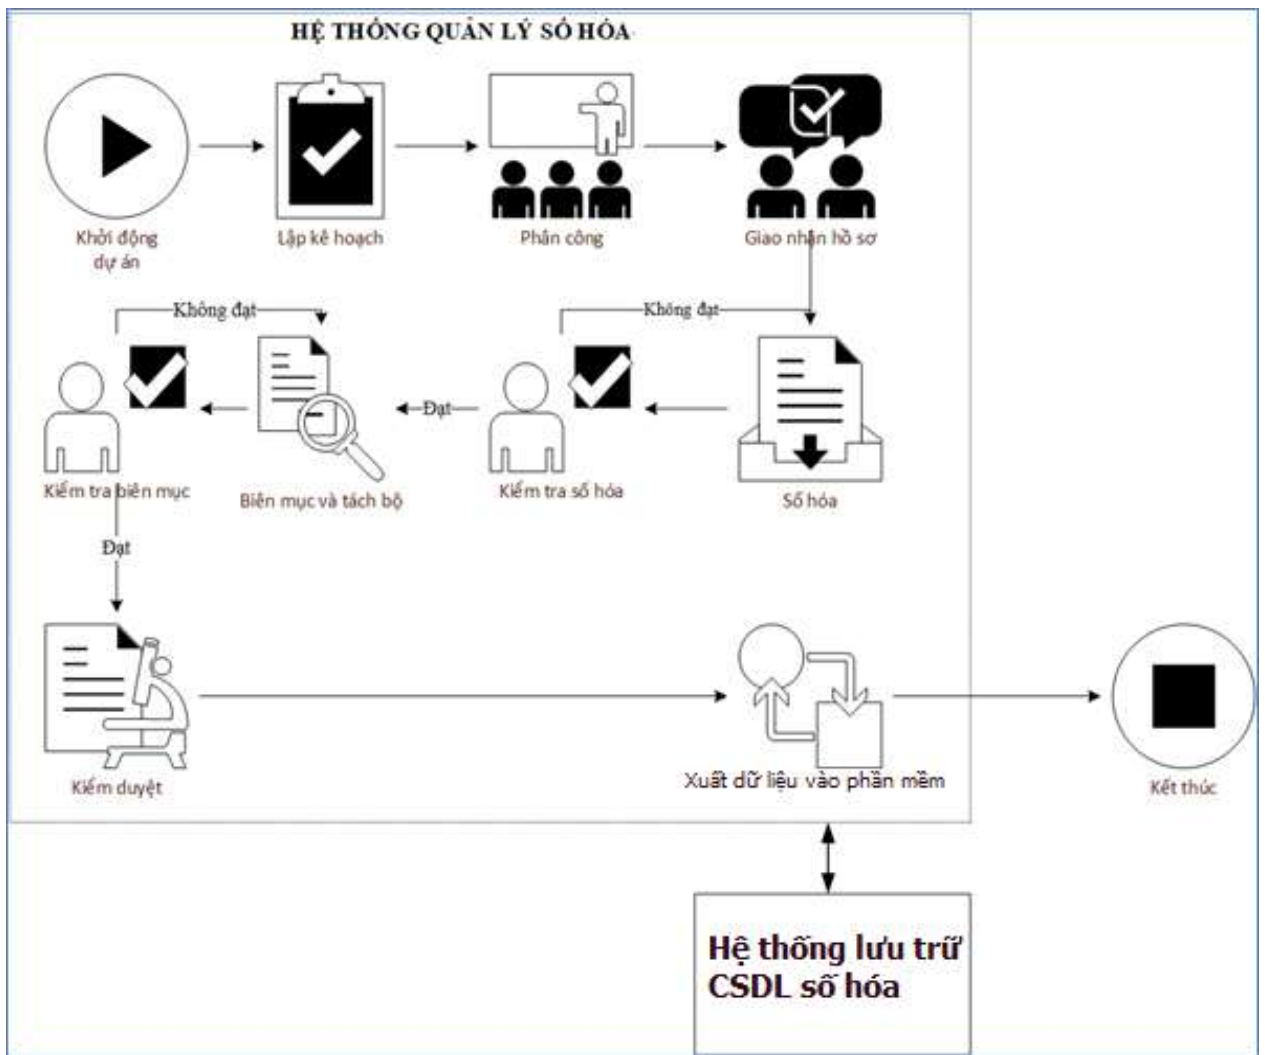 HỆ THỐNG QUẢN LÝ SỐ HÓA
Khởi động
dự án
Lập kê hoạch
Phân công
Giao nhận hồ sơ
Không đạt
Không đạt
Đạt
Kiểm tra biên mục
Biên mục và tách bộ
Kiểm tra số hóa
Số hóa
Đạt
Kiểm duyệt
Xuất dữ liệu vào phần mềm
Kết thúc
Hệ thống lưu trữ
CSDL số hóa